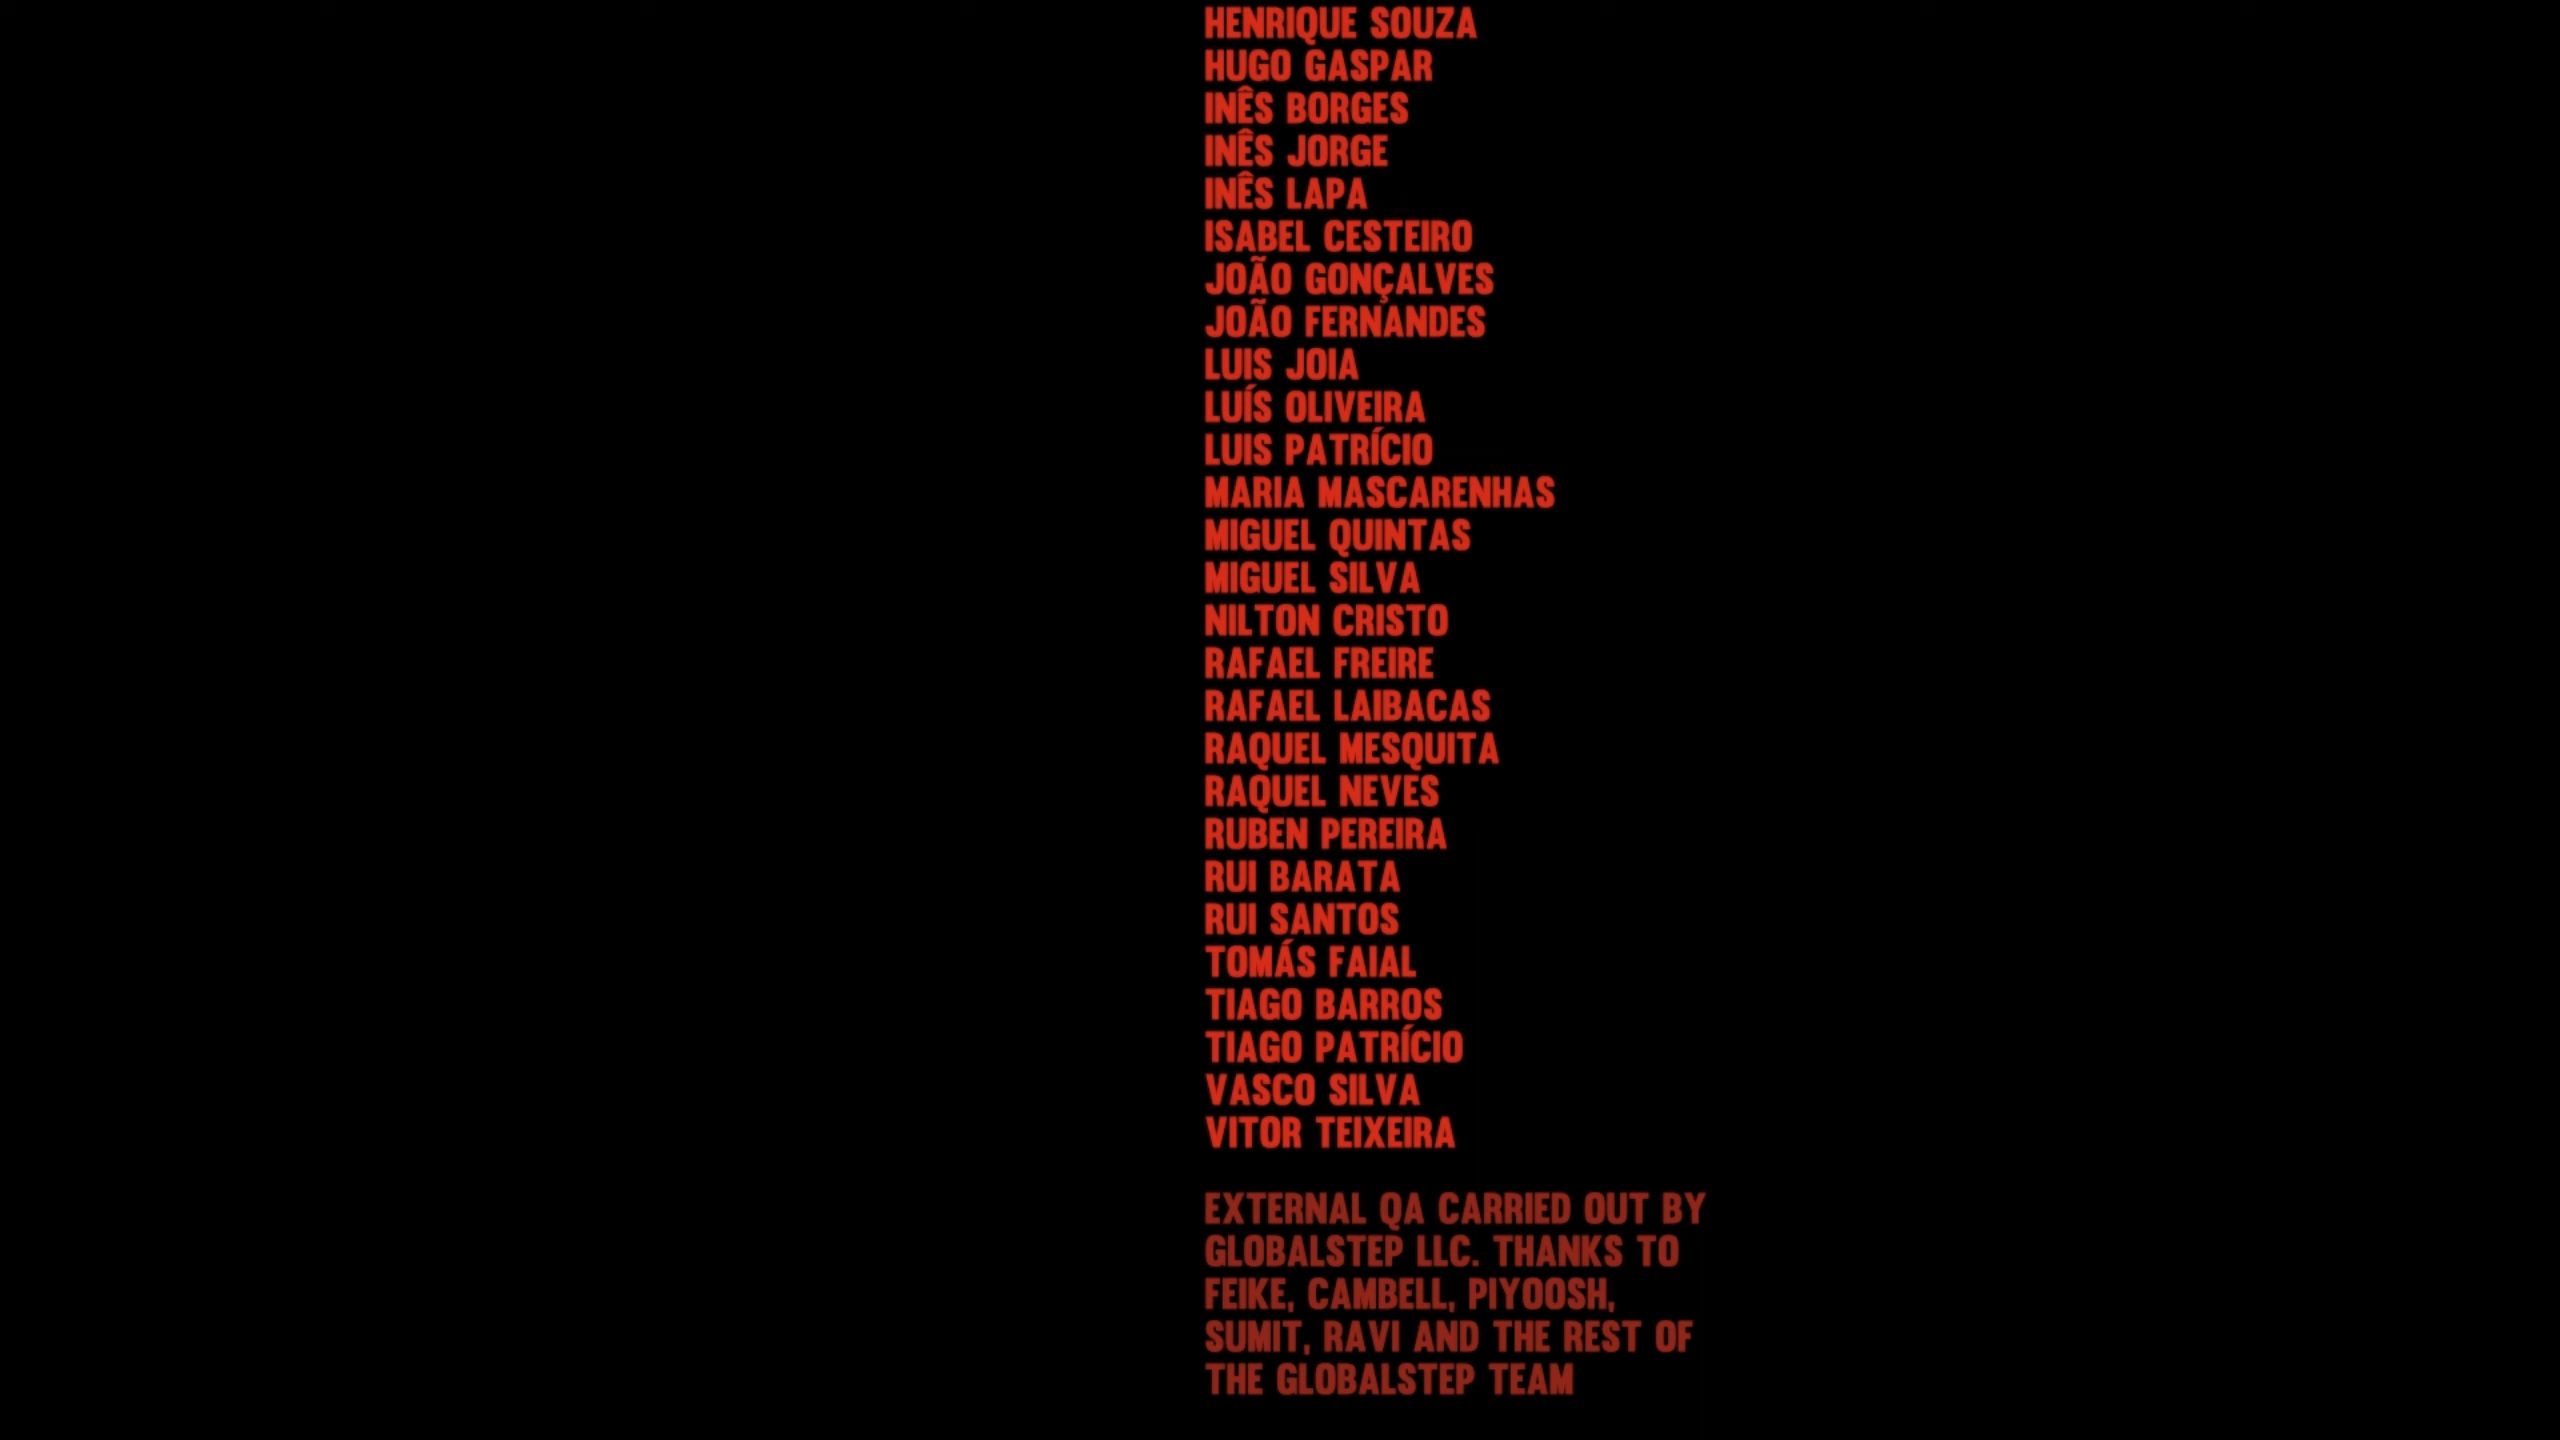 HENRIQUE SOUZA
HUGO GASPAR
INÊS BORGES
INÊS JORGE
INÊS LAPA
ISABEL CESTEIRO
JOÃO GONÇALVES
JOÃO FERNANDES
LUIS JOIA
LUÍS OLIVEIRA
LUIS PATRÍCIO
MARIA MASCARENHAS
MIGUEL QUINTAS
MIGUEL SILVA
NILTON CRISTO
RAFAEL FREIRE
RAFAEL LAIBACAS
RAQUEL MESQUITA
RAQUEL NEVES
RUBEN PEREIRA
RUI BARATA
RUI SANTOS
TOMÁS FAIAL
TIAGO BARROS
TIAGO PATRÍCIO
VASCO SILVA
VITOR TEIXEIRA
EXTERNAL QA CARRIED OUT BY
GLOBALSTEP LLC. THANKS TO
FEIKE, CAMBELL, PIYOOSH,
SUMIT, RAVI AND THE REST OF
THE GLOBALSTEP TEAM